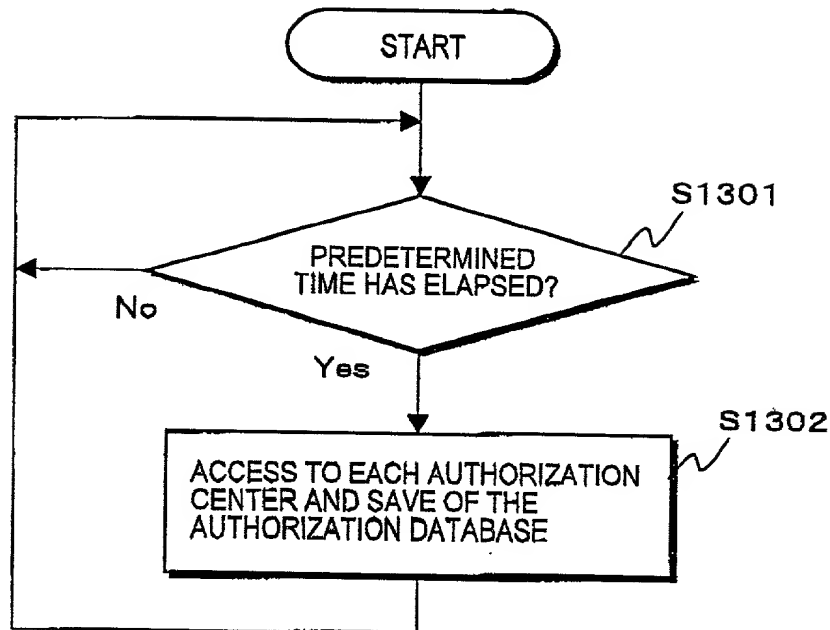 START
S1301
PREDETERMINED
TIME HAS ELAPSED?
No
Yes
S1302
ACCESS TO EACH AUTHORIZATION
CENTER AND SAVE OF THE
AUTHORIZATION DATABASE